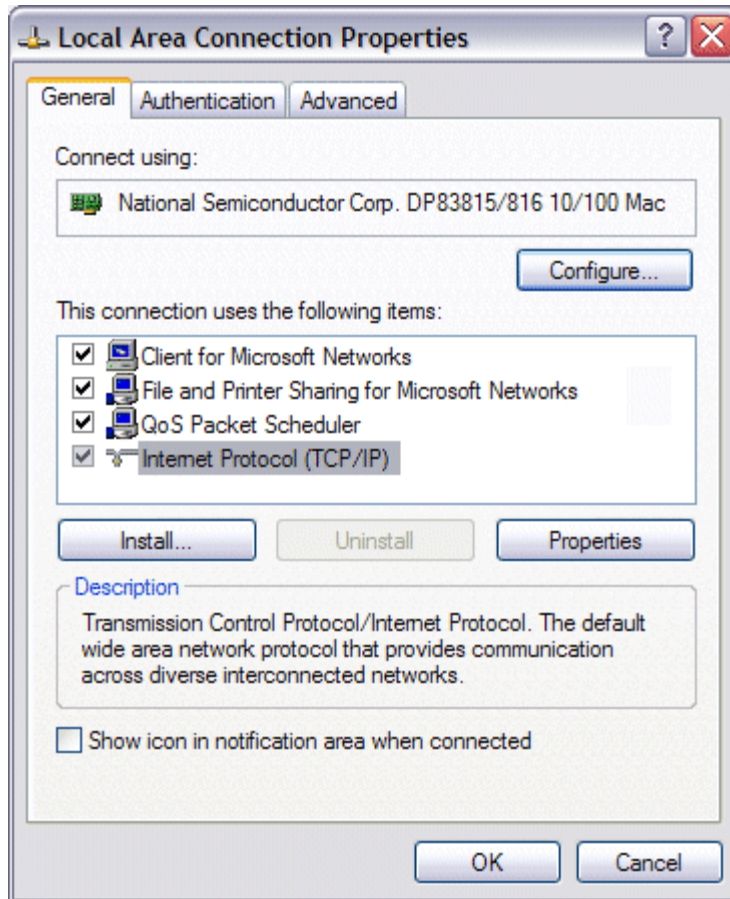 Local Area Connection Properties
General Authentication Advanced
Connect using:
National Semiconductor Corp. DP83815/816 10/100 Mac
Configure...
This connection uses the following items:
Client for Microsoft Networks
File and Printer Sharing for Microsoft Networks
QoS Packet Scheduler
Internet Protocol (TCP/IP)
Install... Uninstall Properties
Description
Transmission Control Protocol/Internet Protocol. The default
wide area network protocol that provides communication
across diverse interconnected networks.
Show icon in notification area when connected
OK Cancel